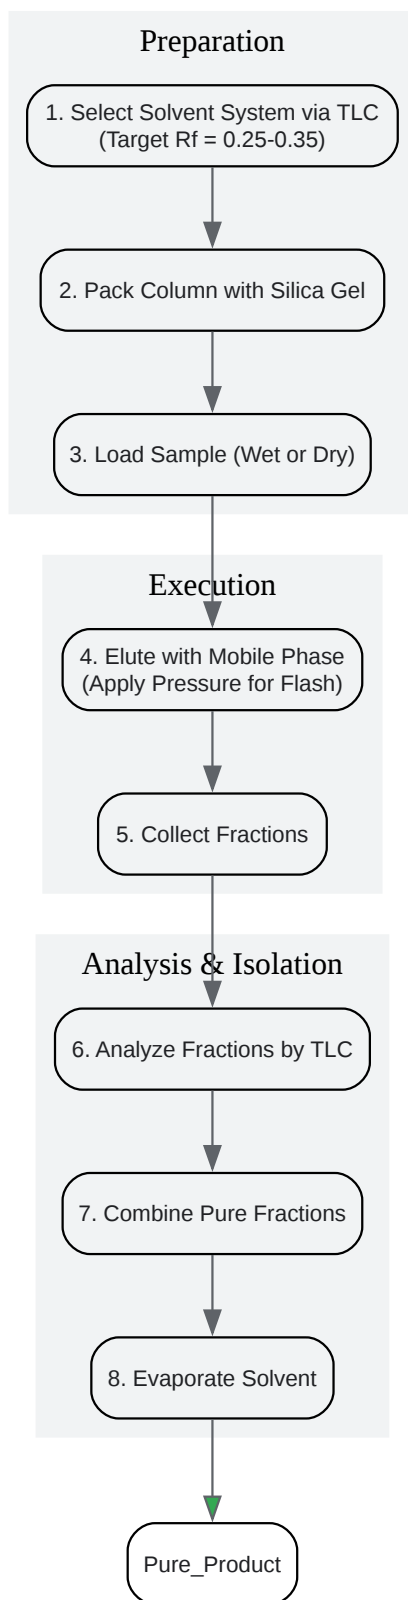 Preparation
1. Select Solvent System via TLC
(Target Rf = 0.25-0.35)
2. Pack Column with Silica Gel
3. Load Sample (Wet or Dry)
Execution
4. Elute with Mobile Phase
(Apply Pressure for Flash)
5. Collect Fractions
Analysis & Isolation
6. Analyze Fractions by TLC
7. Combine Pure Fractions
8. Evaporate Solvent
Pure_Product